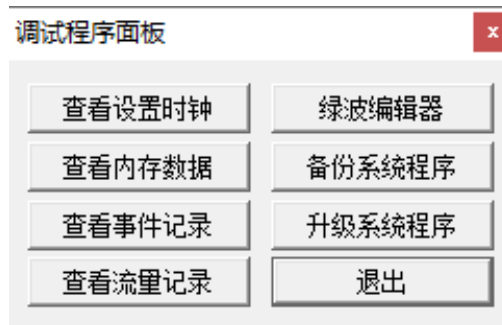 调试程序面板
x
查看设置时钟 绿波编辑器
查看内存数据 备份系统程序
查看事件记录 升级系统程序
查看流量记录 退出